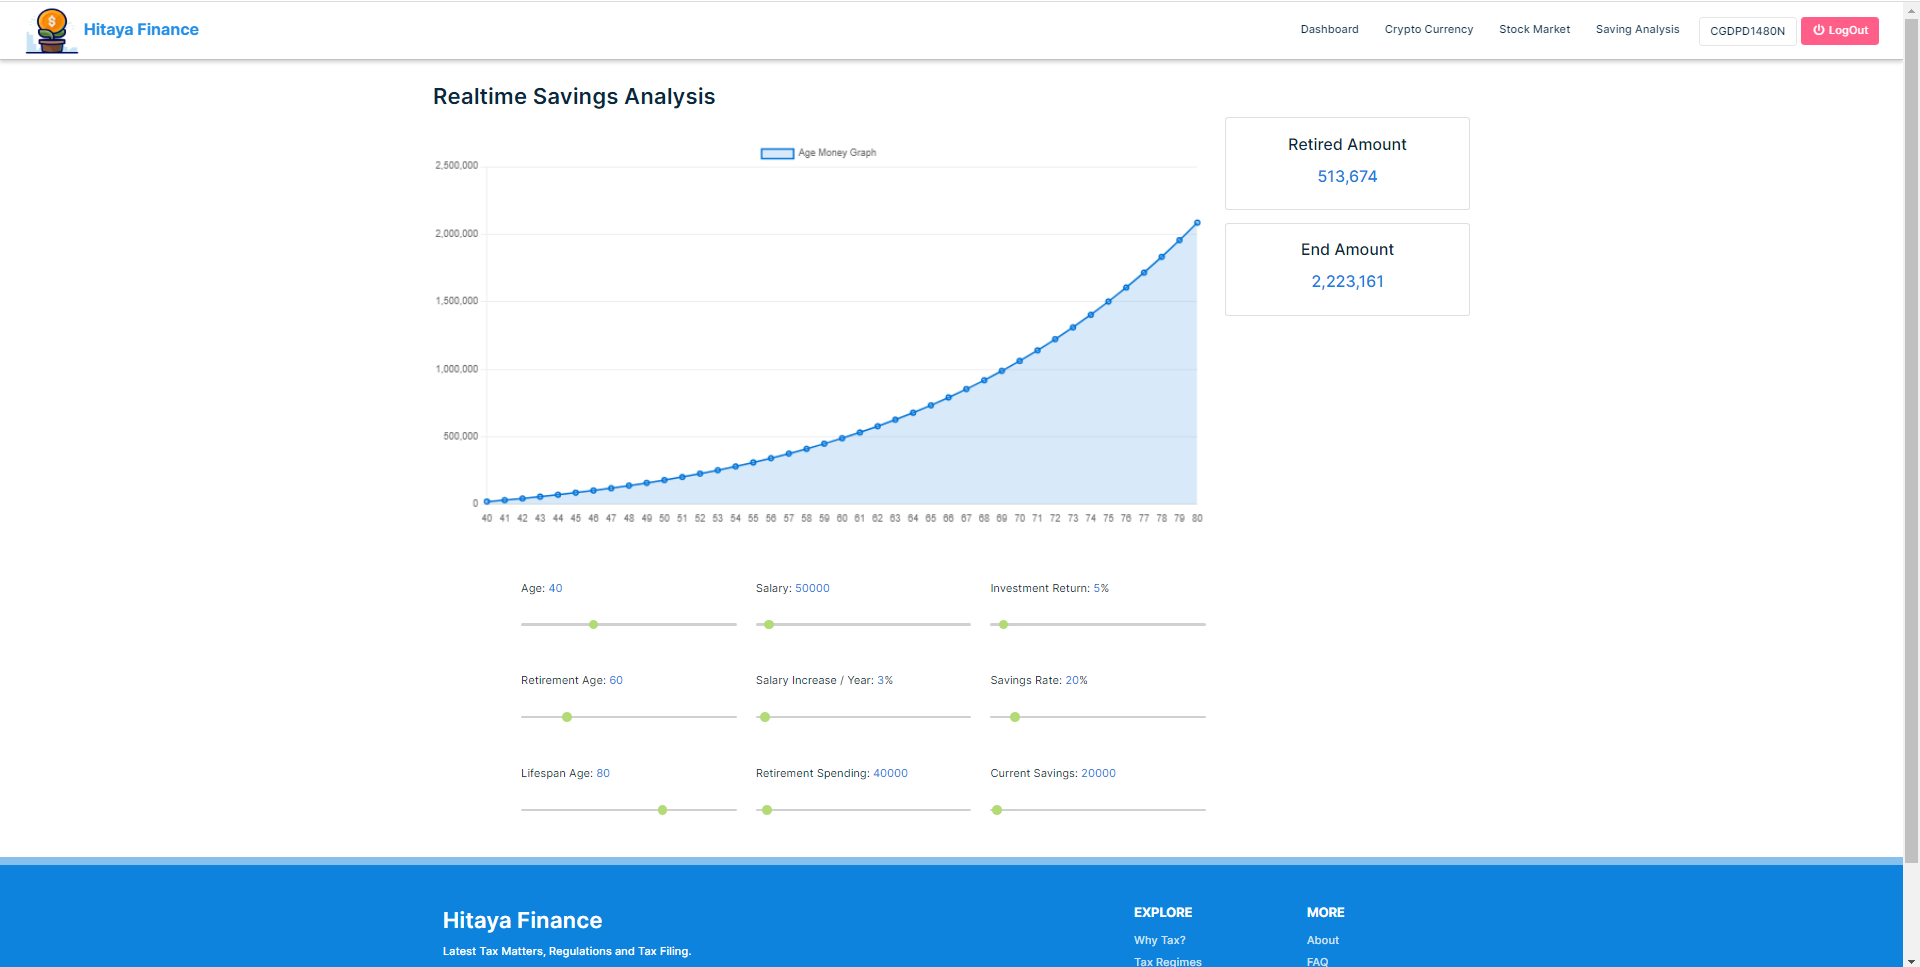 Hitaya Finance
Dashboard
Crypto Currency
Stock Market
Saving Analysis
CGDPD1480N
LogOut
Realtime Savings Analysis
Age Money Graph
2,500,000
2,000,000
1,500,000
1,000,000
500,000
0
40 41 42 43 44 45 46 47 48 49 50 51 52 53 54 55 56 57 58 59 60 61 62 63 64 65 66 67 68 69 70 71 72 73 74 75 76 77 78 79 80
Retired Amount
513,674
End Amount
2,223,161
Age: 40
Salary: 50000
Investment Return: 5%
Retirement Age: 60
Salary Increase / Year: 3%
Savings Rate: 20%
Lifespan Age: 80
Retirement Spending: 40000
Current Savings: 20000
Hitaya Finance
Latest Tax Matters, Regulations and Tax Filing.
EXPLORE
Why Tax?
Tax Regimes
MORE
About
FAQ